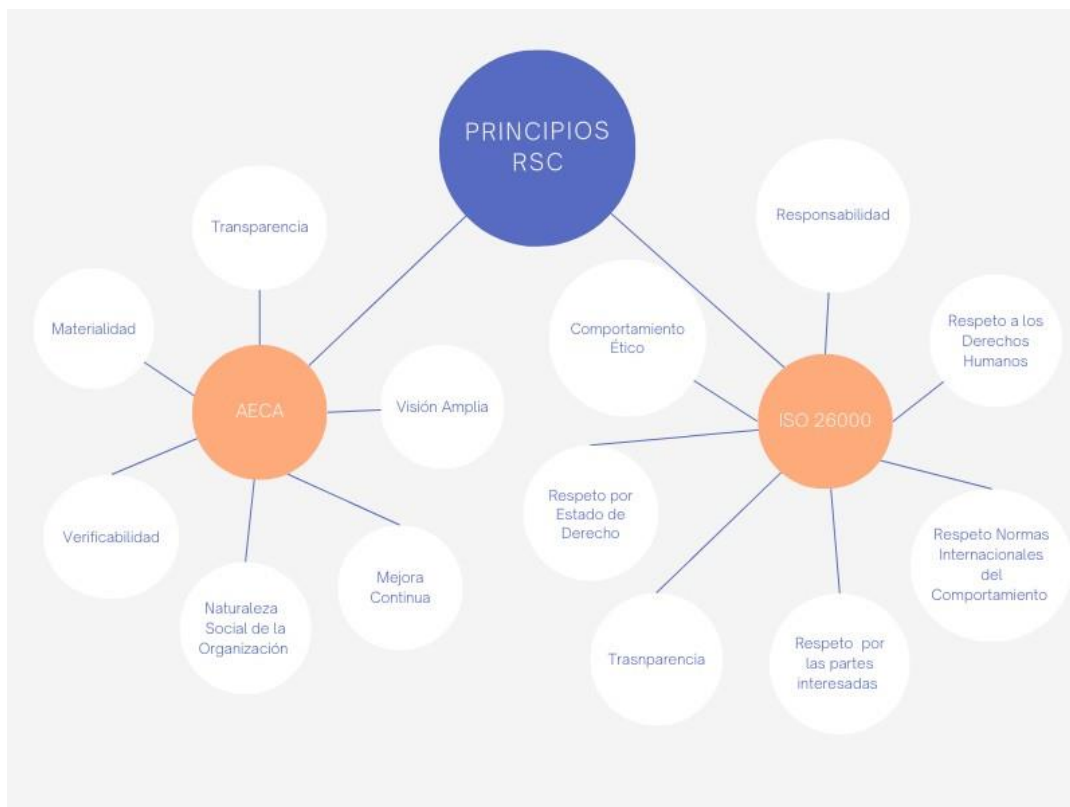 PRINCIPIOS
RSC
Transparencia
Materialidad
AECA
Visión Amplia
Verificabilidad
Naturaleza
Social de la
Organización
Mejora
Continua
Responsabilidad
Comportamiento
Ético
Respeto a los
Derechos
Humanos
ISO 26000
Respeto por
Estado de
Derecho
Respeto Normas
Internacionales
del
Comportamiento
Trasnparencia
Respeto por
las partes
interesadas